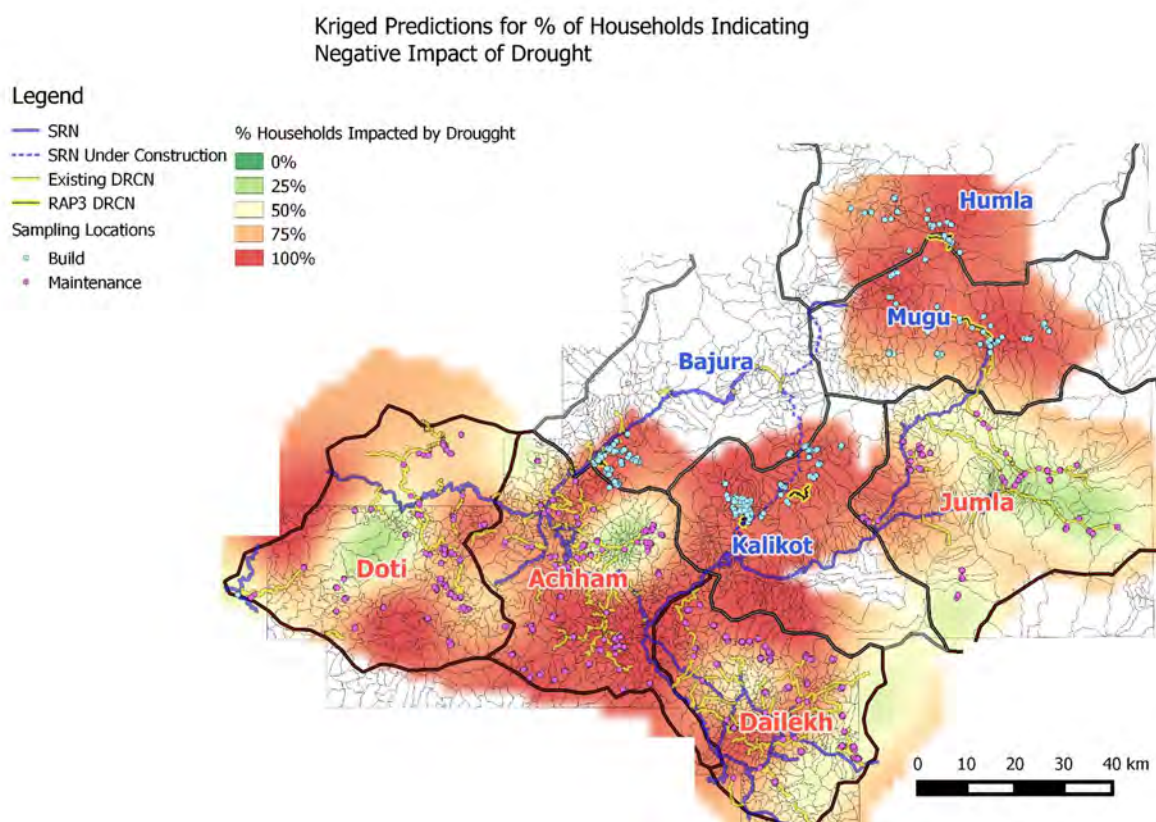 Kriged Predictions for % of Households Indicating
Negative Impact of Drought
Legend
SRN
SRN Under Construction
Existing DRCN
RAP3 DRCN
Sampling Locations
Build
Maintenance
% Households Impacted by Drougght
0%
25%
50%
75%
100%
Humla
Mugu
Bajura
Jumla
Kalikot
Doti
Achham
Dailekh
0 10 20 30 40 km